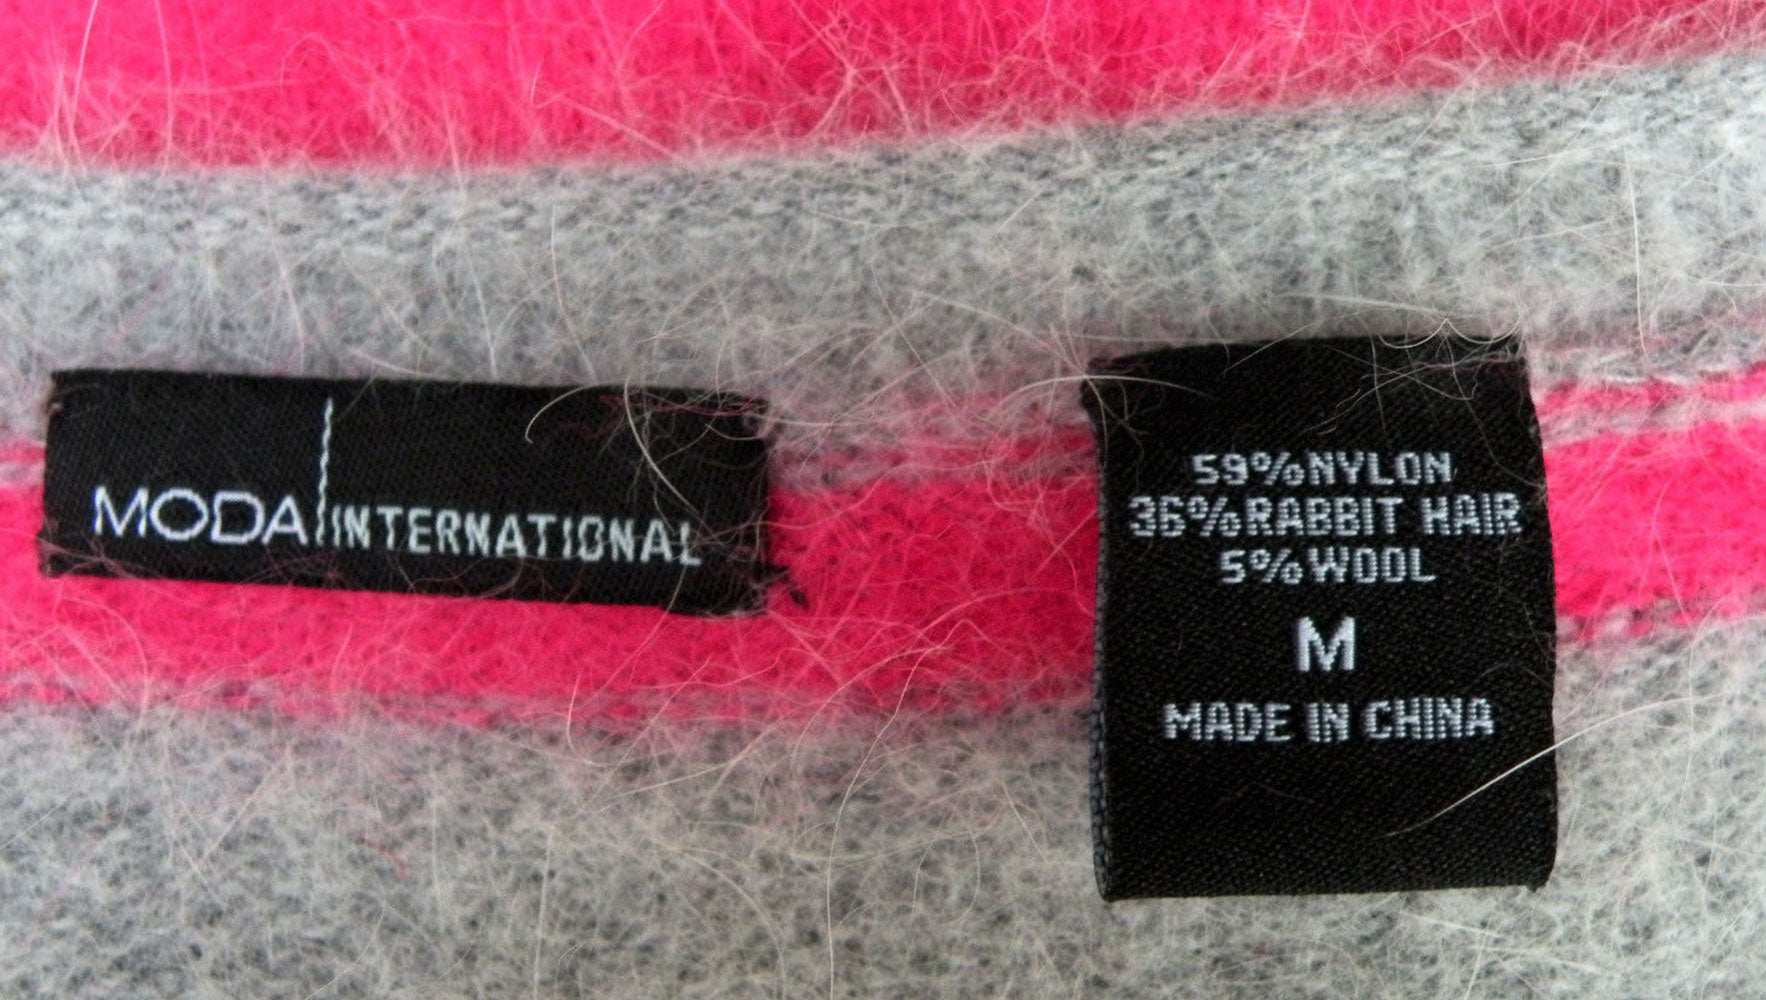 MODA INTERNATIONAL
59%NYLON
36%RABBIT HAIR
5%WOOL
M
MADE IN CHINA